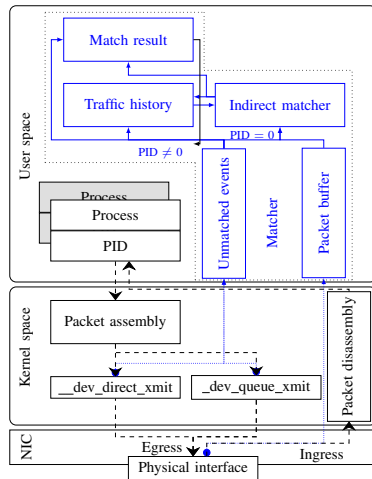 Match result
Traffic history
Indirect matcher
PID = 0
PID ≠ 0
User space
Unmatched events
Matcher
Packet buffer
Process
Process
PID
Kernel space
Packet assembly
Packet disassembly
__dev_direct_xmit
_dev_queue_xmit
NIC
Egress
Ingress
Physical interface